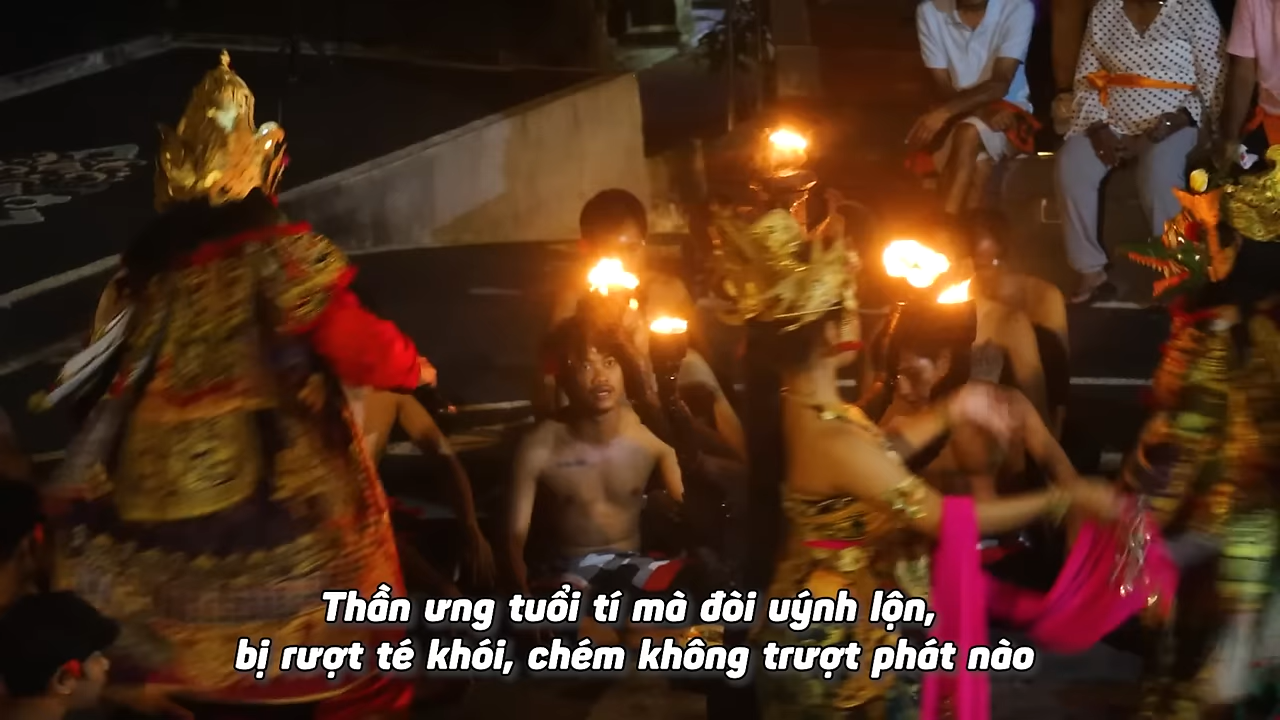 Thần ưng tuổi tí mà đòi uýnh lộn,
bị rượt té khói, chém không trượt phát nào